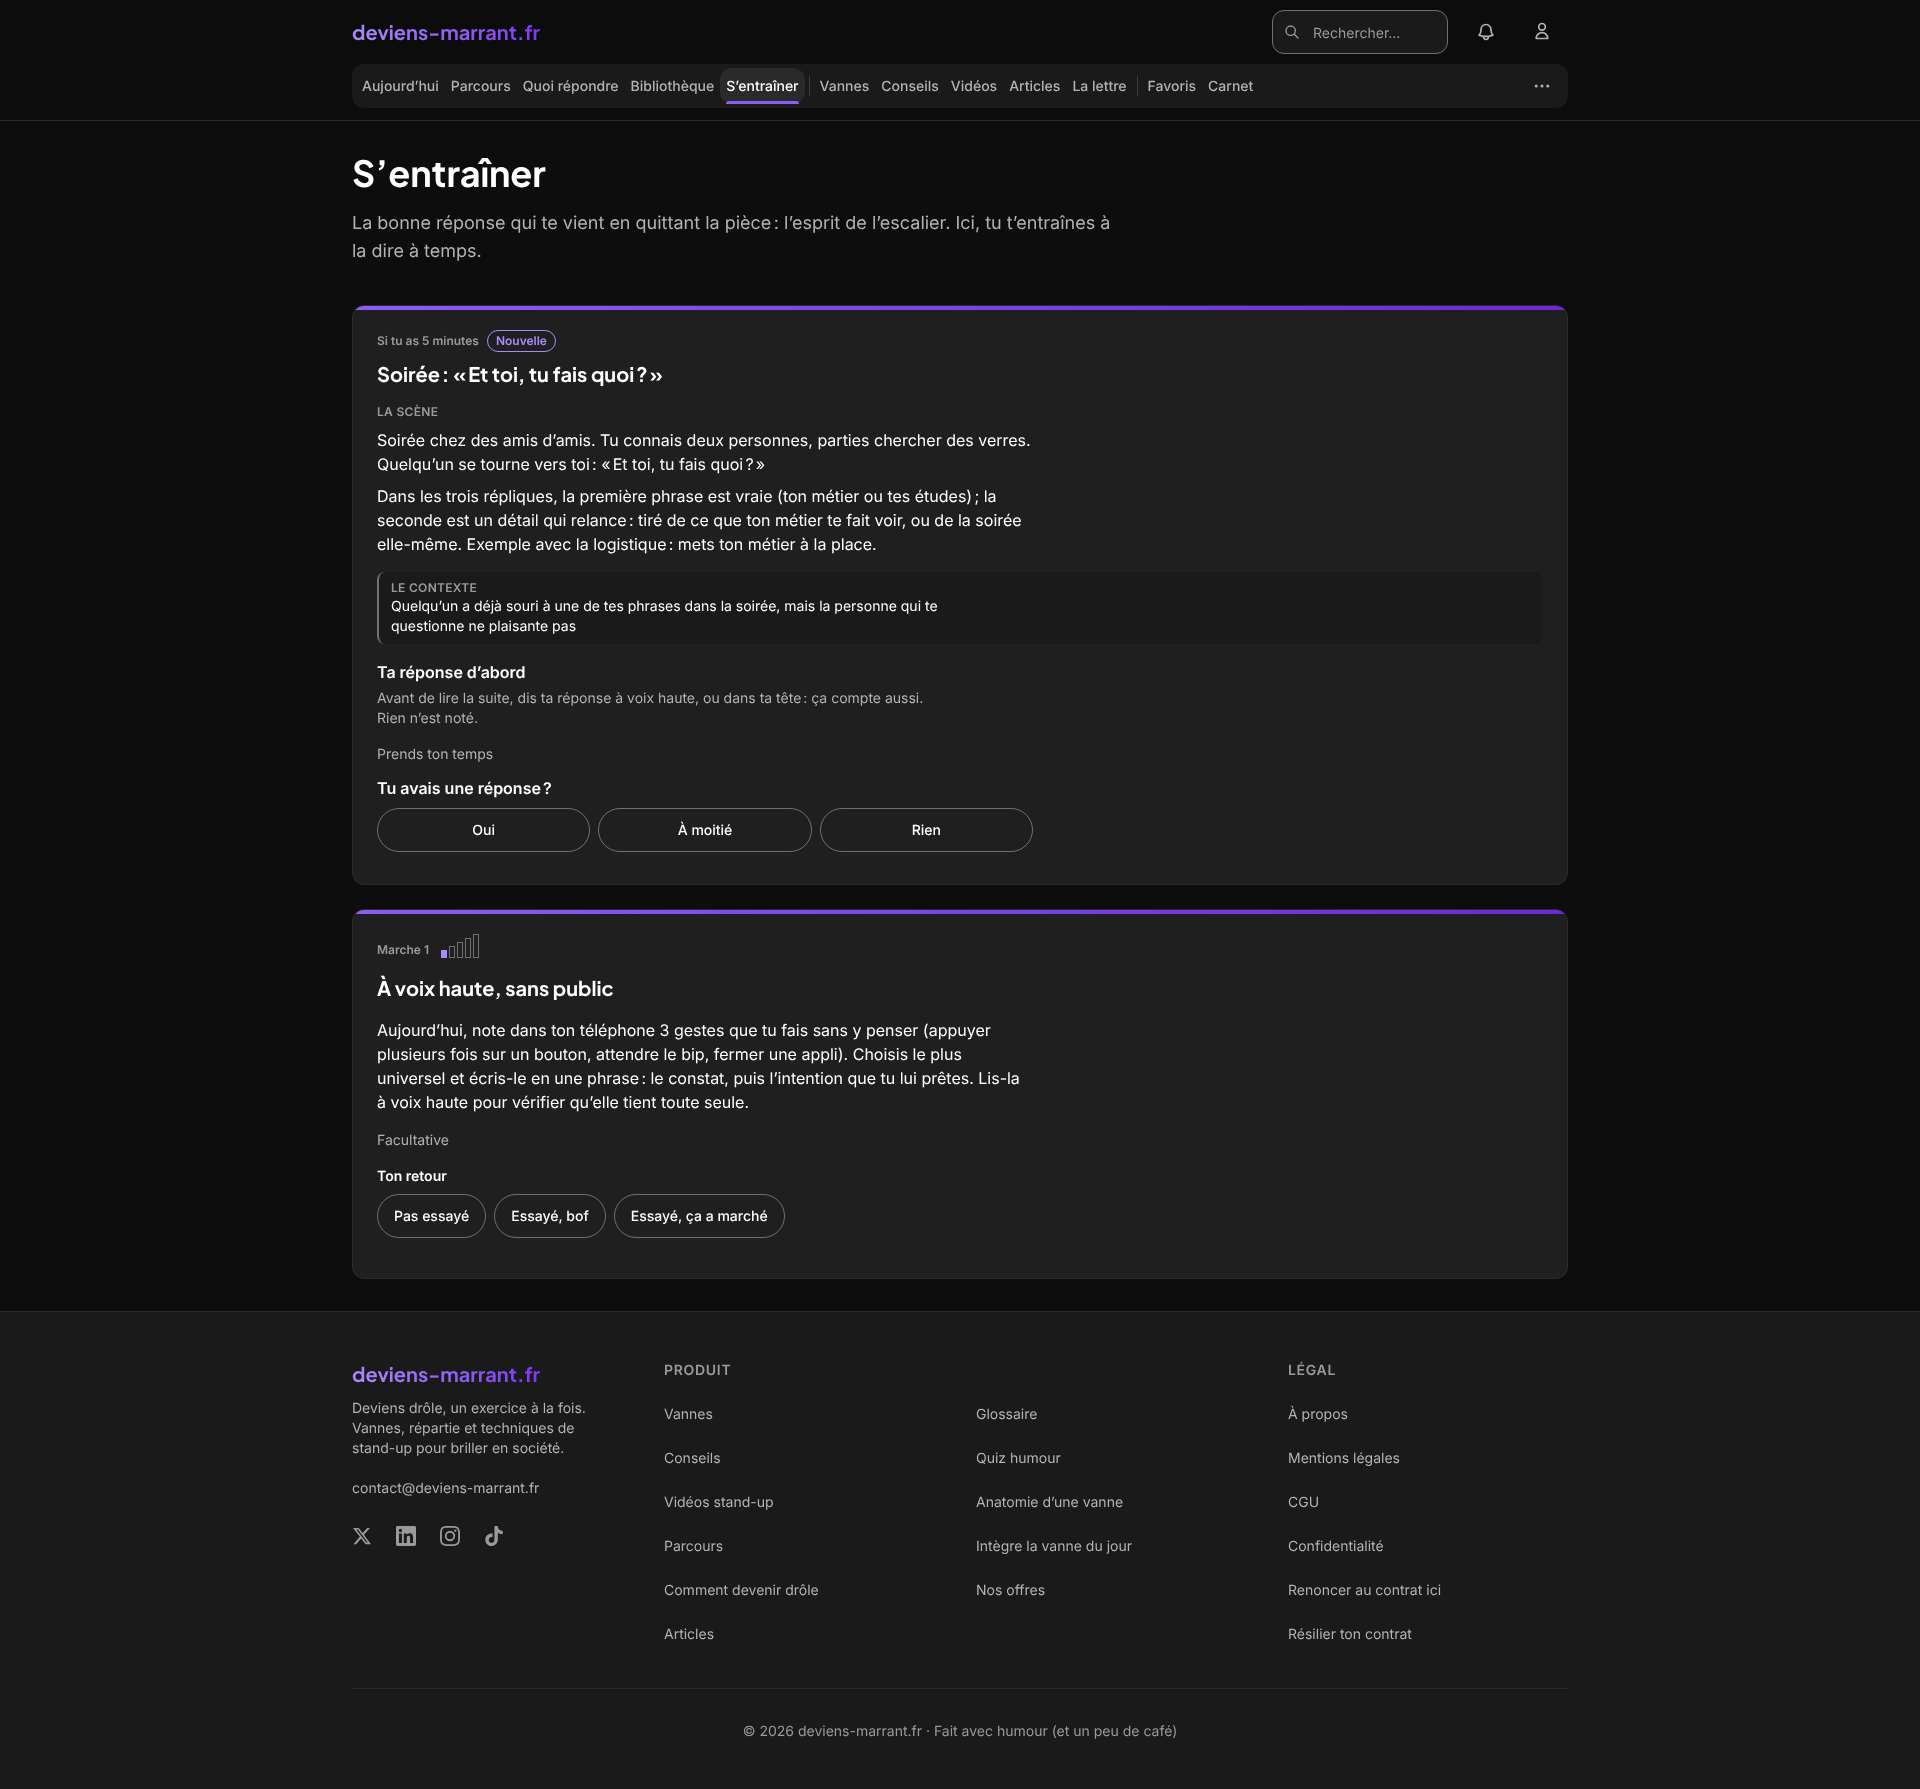 deviens-marrant.fr
Rechercher...
Aujourd’hui Parcours Quoi répondre Bibliothèque S’entraîner Vannes Conseils Vidéos Articles La lettre Favoris Carnet
S’entraîner
La bonne réponse qui te vient en quittant la pièce : l’esprit de l’escalier. Ici, tu t’entraînes à
la dire à temps.
Si tu as 5 minutes Nouvelle
Soirée : « Et toi, tu fais quoi ? »
LA SCÈNE
Soirée chez des amis d’amis. Tu connais deux personnes, parties chercher des verres.
Quelqu’un se tourne vers toi : « Et toi, tu fais quoi ? »
Dans les trois répliques, la première phrase est vraie (ton métier ou tes études) ; la
seconde est un détail qui relance : tiré de ce que ton métier te fait voir, ou de la soirée
elle-même. Exemple avec la logistique : mets ton métier à la place.
LE CONTEXTE
Quelqu’un a déjà souri à une de tes phrases dans la soirée, mais la personne qui te
questionne ne plaisante pas
Ta réponse d’abord
Avant de lire la suite, dis ta réponse à voix haute, ou dans ta tête : ça compte aussi.
Rien n’est noté.
Prends ton temps
Tu avais une réponse ?
Oui À moitié Rien
Marche 1
À voix haute, sans public
Aujourd’hui, note dans ton téléphone 3 gestes que tu fais sans y penser (appuyer
plusieurs fois sur un bouton, attendre le bip, fermer une appli). Choisis le plus
universel et écris-le en une phrase : le constat, puis l’intention que tu lui prêtes. Lis-la
à voix haute pour vérifier qu’elle tient toute seule.
Facultative
Ton retour
Pas essayé Essayé, bof Essayé, ça a marché
deviens-marrant.fr
Deviens drôle, un exercice à la fois.
Vannes, répartie et techniques de
stand-up pour briller en société.
contact@deviens-marrant.fr
PRODUIT
Vannes
Conseils
Vidéos stand-up
Parcours
Comment devenir drôle
Articles
Glossaire
Quiz humour
Anatomie d’une vanne
Intègre la vanne du jour
Nos offres
LÉGAL
À propos
Mentions légales
CGU
Confidentialité
Renoncer au contrat ici
Résilier ton contrat
© 2026 deviens-marrant.fr · Fait avec humour (et un peu de café)